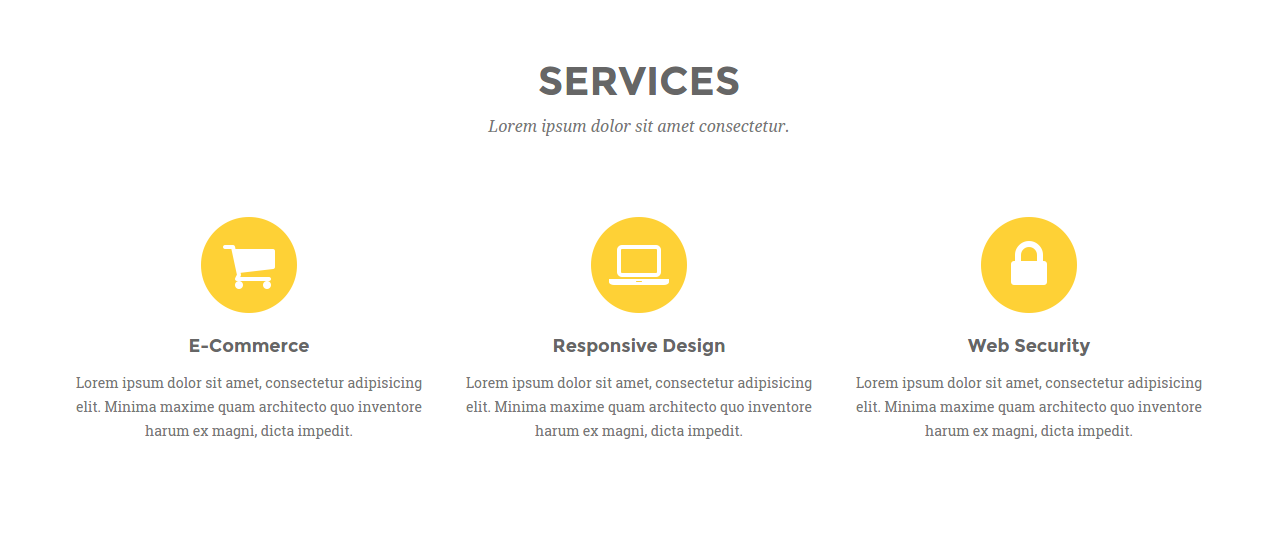 SERVICES
Lorem ipsum dolor sit amet consectetur.
E-Commerce
Lorem ipsum dolor sit amet, consectetur adipisicing
elit. Minima maxime quam architecto quo inventore
harum ex magni, dicta impedit.
Responsive Design
Lorem ipsum dolor sit amet, consectetur adipisicing
elit. Minima maxime quam architecto quo inventore
harum ex magni, dicta impedit.
Web Security
Lorem ipsum dolor sit amet, consectetur adipisicing
elit. Minima maxime quam architecto quo inventore
harum ex magni, dicta impedit.